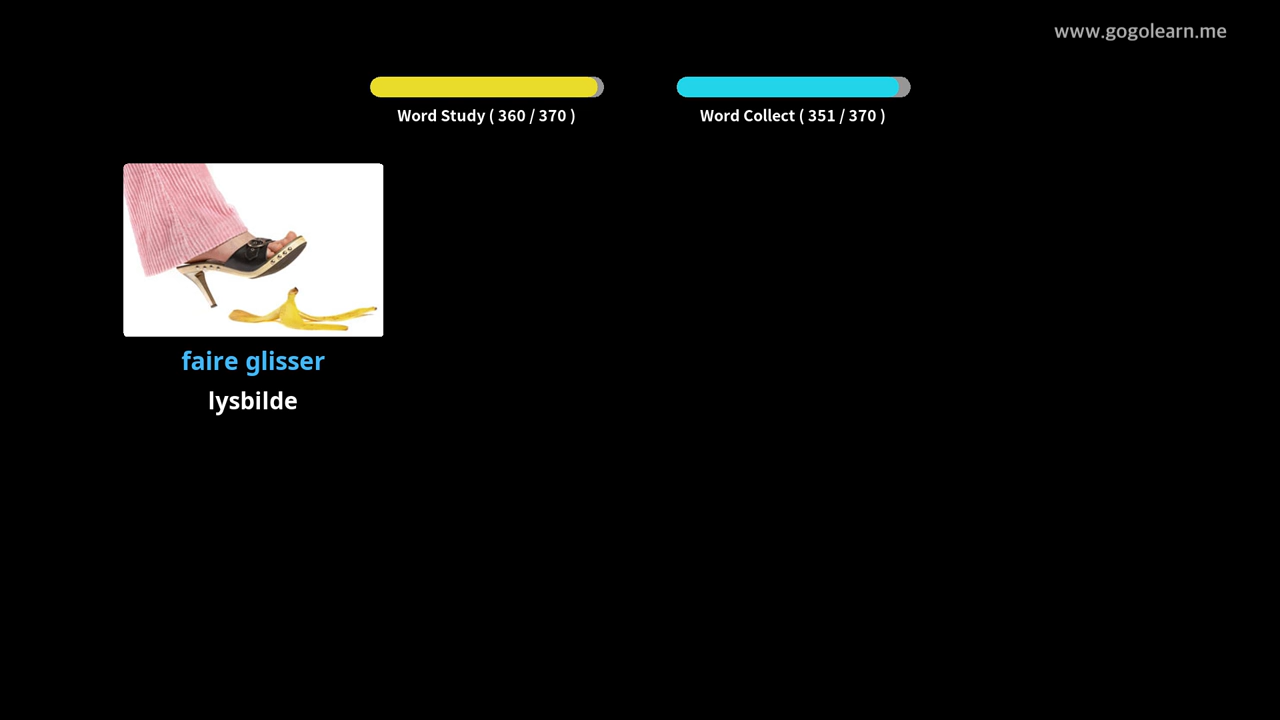 www.gogolearn.me
Word Study ( 360 / 370 )
Word Collect ( 351 / 370 )
faire glisser
lysbilde